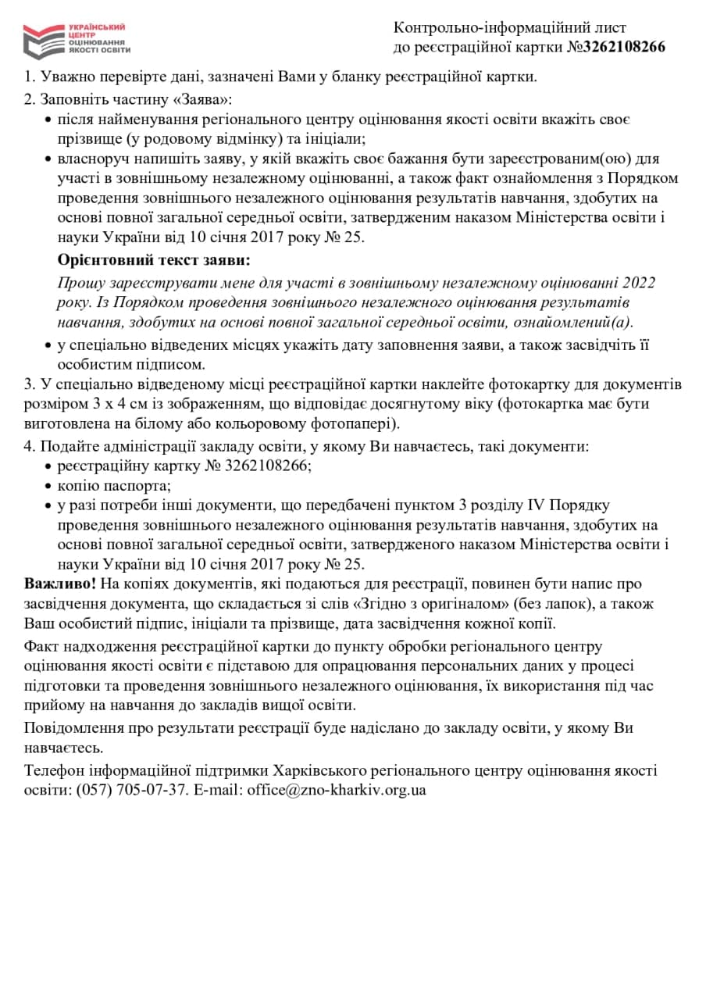 УКРАЇНСЬКИЙ
ЦЕНТР
ОЦІНЮВАННЯ
ЯКОСТІ ОСВІТИ
Контрольно-інформаційний лист
до реєстраційної картки №3262108266
1. Уважно перевірте дані, зазначені Вами у бланку реєстраційної картки.
2. Заповніть частину «Заява»:
• після найменування регіонального центру оцінювання якості освіти вкажіть своє
прізвище (у родовому відмінку) та ініціали;
• власноруч напишіть заяву, у якій вкажіть своє бажання бути зареєстрованим(ою) для
участі в зовнішньому незалежному оцінюванні, а також факт ознайомлення з Порядком
проведення зовнішнього незалежного оцінювання результатів навчання, здобутих на
основі повної загальної середньої освіти, затвердженим наказом Міністерства освіти і
науки України від 10 січня 2017 року № 25.
Орієнтовний текст заяви:
Прошу зареєструвати мене для участі в зовнішньому незалежному оцінюванні 2022
року. Із Порядком проведення зовнішнього незалежного оцінювання результатів
навчання, здобутих на основі повної загальної середньої освіти, ознайомлений(а).
• у спеціально відведених місцях укажіть дату заповнення заяви, а також засвідчіть її
особистим підписом.
3. У спеціально відведеному місці реєстраційної картки наклейте фотокартку для документів
розміром 3 х 4 см із зображенням, що відповідає досягнутому віку (фотокартка має бути
виготовлена на білому або кольоровому фотопапері).
4. Подайте адміністрації закладу освіти, у якому Ви навчаєтесь, такі документи:
• реєстраційну картку № 3262108266;
• копію паспорта;
• у разі потреби інші документи, що передбачені пунктом 3 розділу IV Порядку
проведення зовнішнього незалежного оцінювання результатів навчання, здобутих на
основі повної загальної середньої освіти, затвердженого наказом Міністерства освіти і
науки України від 10 січня 2017 року № 25.
Важливо! На копіях документів, які подаються для реєстрації, повинен бути напис про
засвідчення документа, що складається зі слів «Згідно з оригіналом» (без лапок), а також
Ваш особистий підпис, ініціали та прізвище, дата засвідчення кожної копії.
Факт надходження реєстраційної картки до пункту обробки регіонального центру
оцінювання якості освіти є підставою для опрацювання персональних даних у процесі
підготовки та проведення зовнішнього незалежного оцінювання, їх використання під час
прийому на навчання до закладів вищої освіти.
Повідомлення про результати реєстрації буде надіслано до закладу освіти, у якому Ви
навчаєтесь.
Телефон інформаційної підтримки Харківського регіонального центру оцінювання якості
освіти: (057) 705-07-37. E-mail: office@zno-kharkiv.org.ua